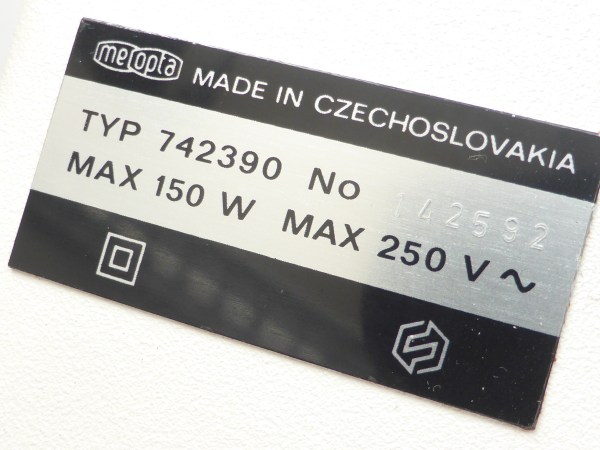 meopta MADE IN CZECHOSLOVAKIA
TYP 742390 No 142592
MAX 150 W MAX 250 V ~